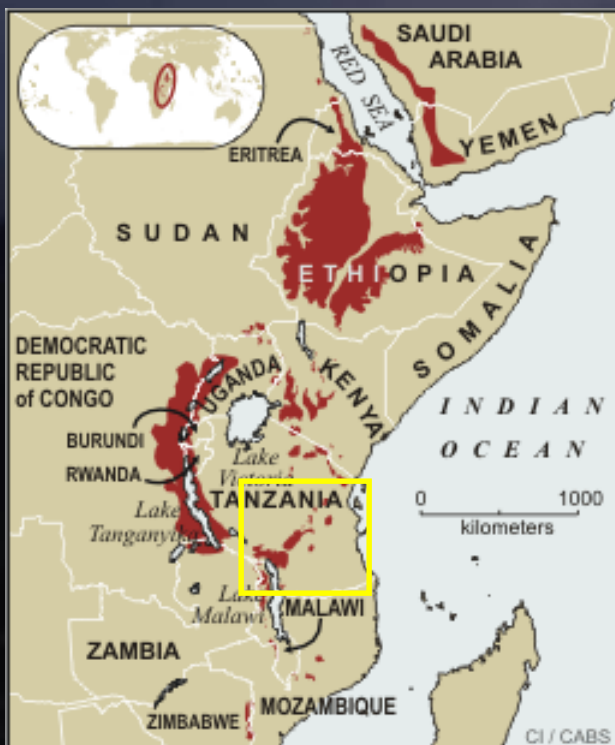 SAUDI
ARABIA
RED SEA
YEMEN
ERITREA
SUDAN
ETHIOPIA
SOMALIA
DEMOCRATIC
REPUBLIC
of CONGO
UGANDA
KENYA
BURUNDI
RWANDA
INDIAN
OCEAN
Lake
Victoria
TANZANIA
0 1000
kilometers
Lake
Tanganyika
Lake
Malawi
MALAWI
ZAMBIA
MOZAMBIQUE
ZIMBABWE
CI / CABS